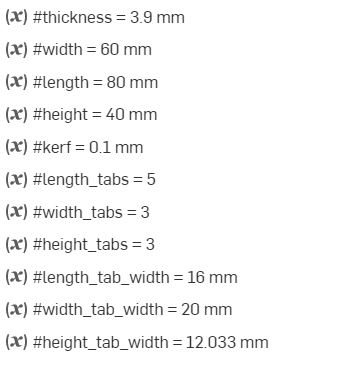 (x) #thickness = 3.9 mm
(x) #width = 60 mm
(x) #length = 80 mm
(x) #height = 40 mm
(x) #kerf = 0.1 mm
(x) #length_tabs = 5
(x) #width_tabs = 3
(x) #height_tabs = 3
(x) #length_tab_width = 16 mm
(x) #width_tab_width = 20 mm
(x) #height_tab_width = 12.033 mm